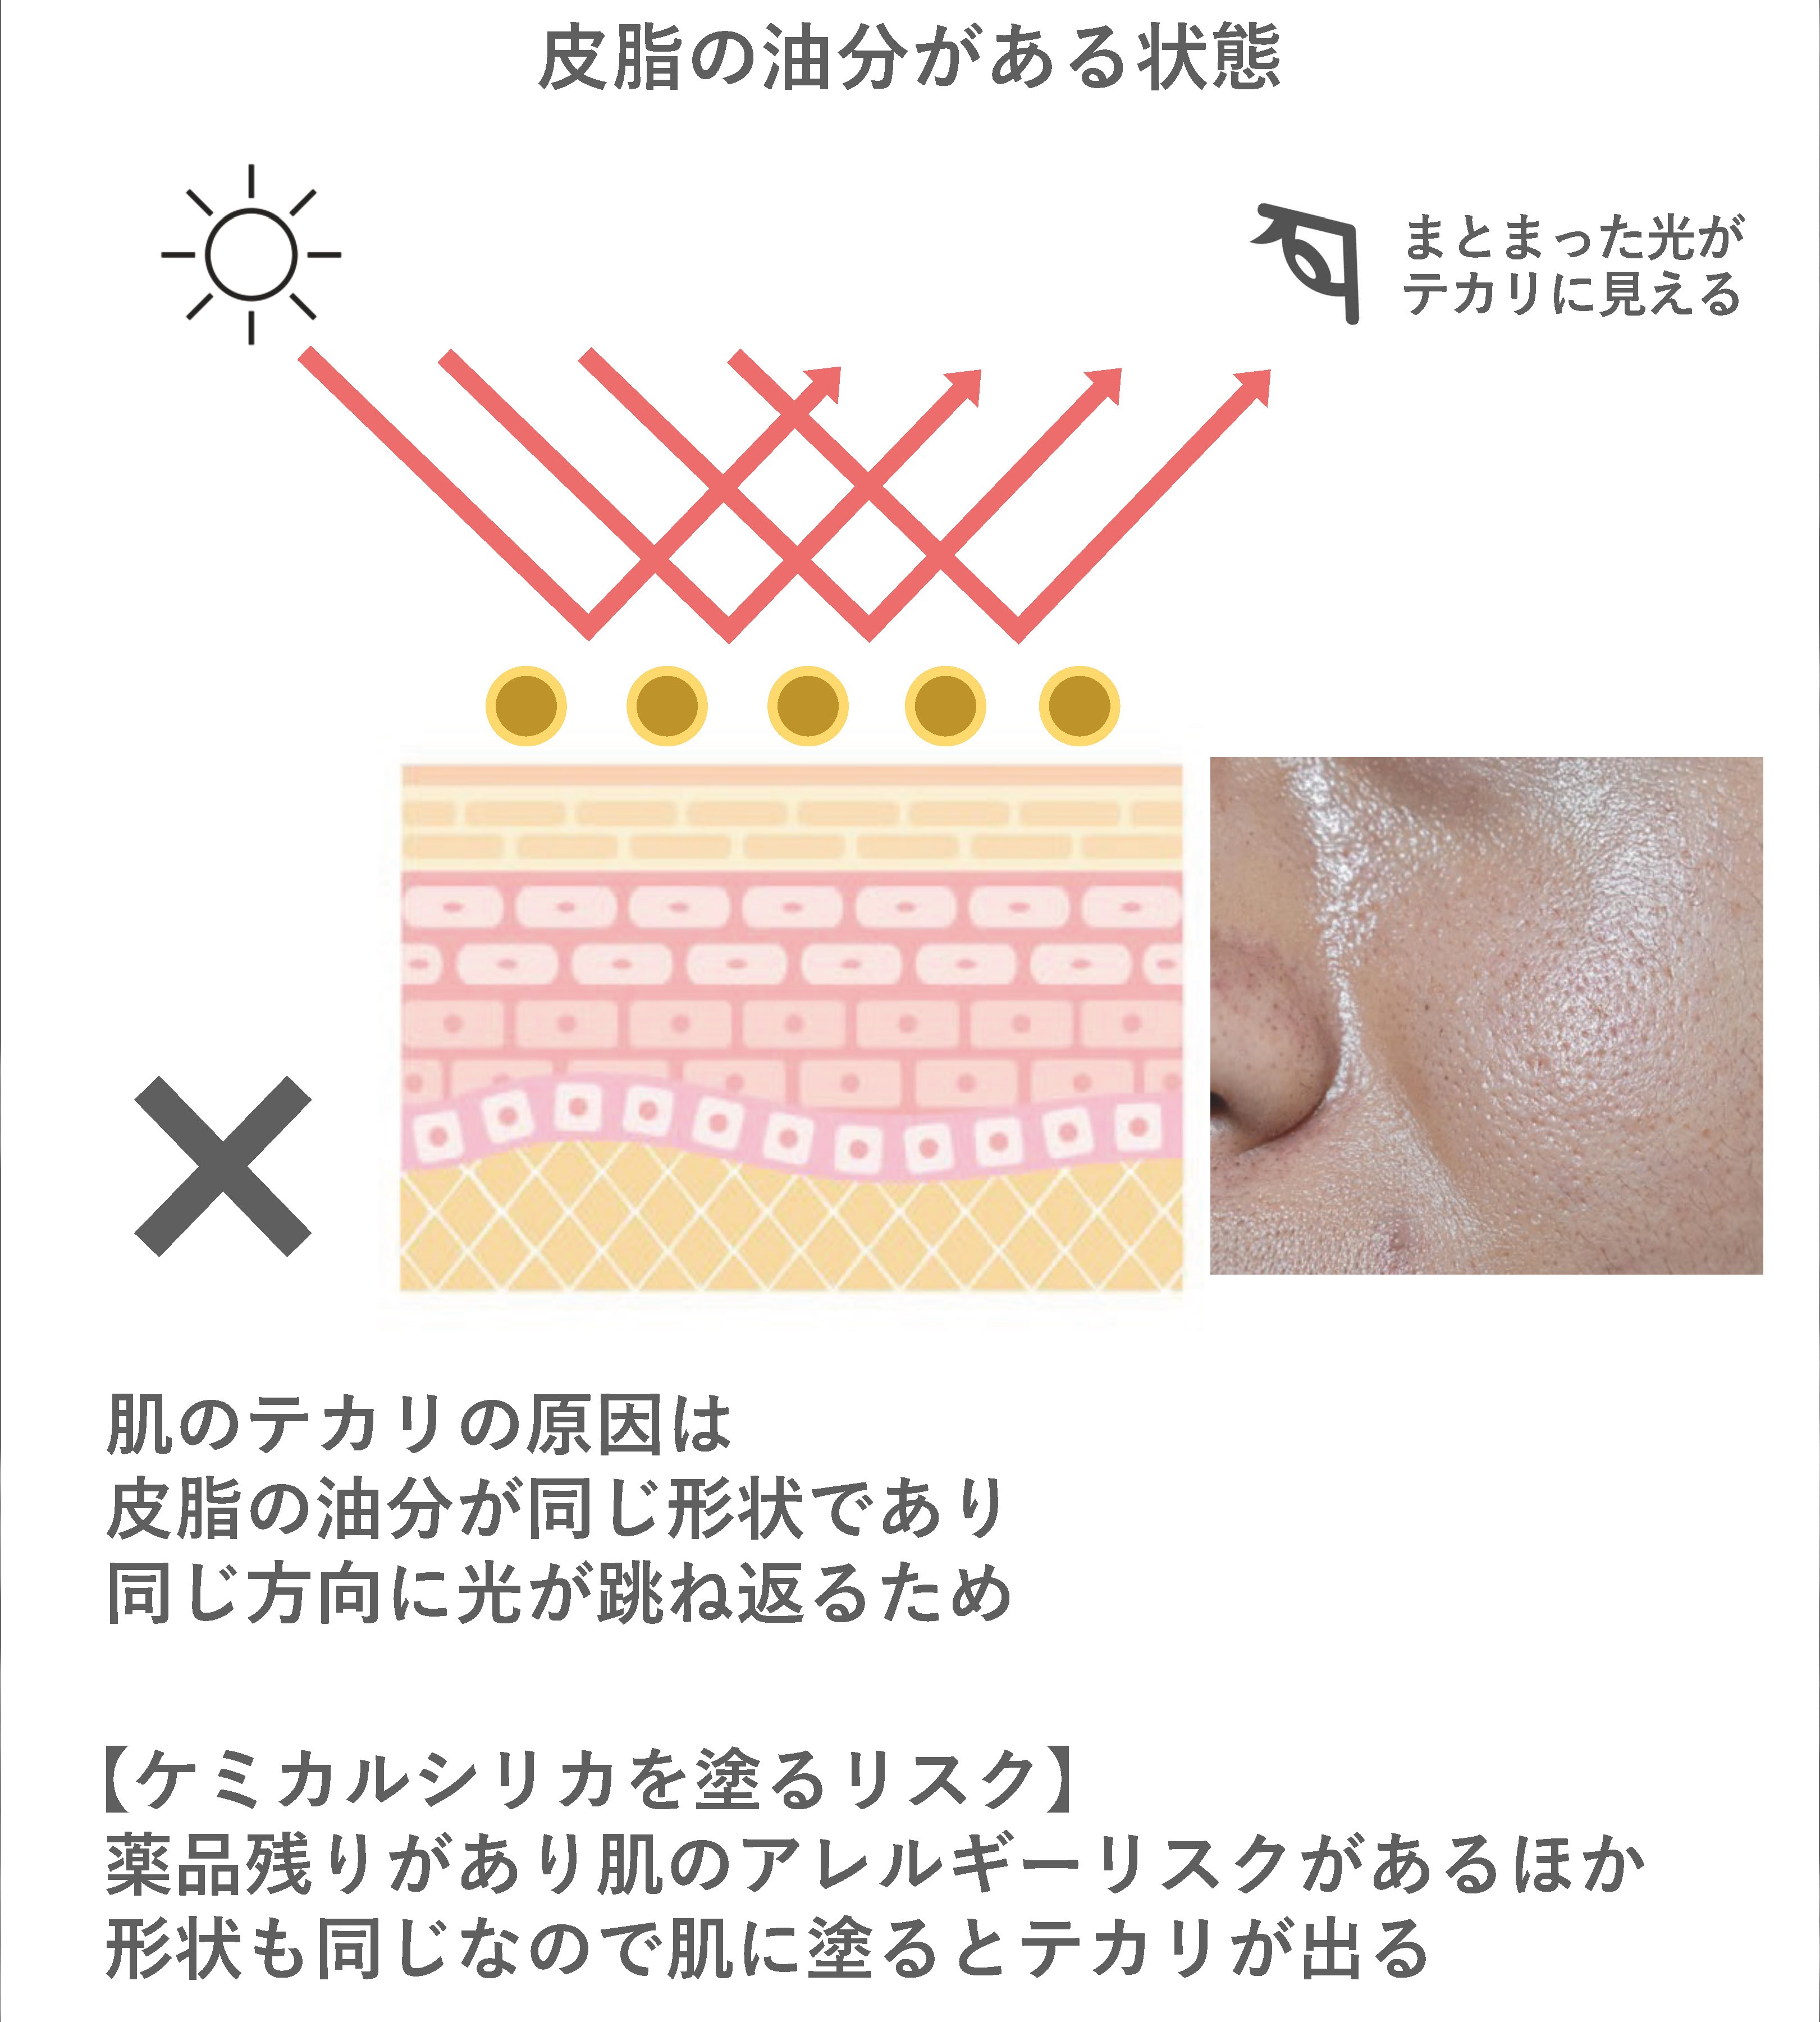 皮脂の油分がある状態
まとまった光が
テカリに見える
肌のテカリの原因は
皮脂の油分が同じ形状であり
同じ方向に光が跳ね返るため
【ケミカルシリカを塗るリスク】
薬品残りがあり肌のアレルギーリスクがあるほか
形状も同じなので肌に塗るとテカリが出る